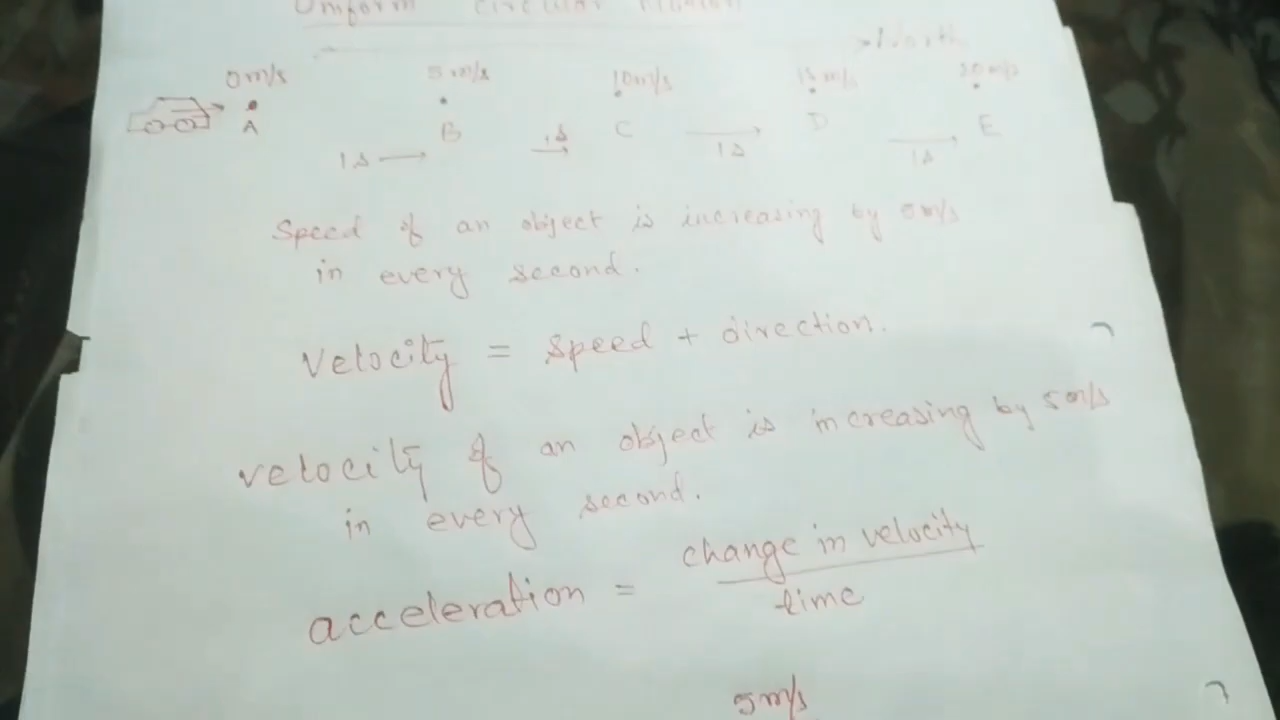 Uniform Circular Motion
→North
0m/s 5m/s 10m/s 15m/s 20m/s
A B C D E
1s 1s 1s 1s
Speed of an object is increasing by 5m/s
in every second.
Velocity = speed + direction.
velocity of an object is increasing by 5m/s
in every second.
acceleration = change in velocity
time
5m/s